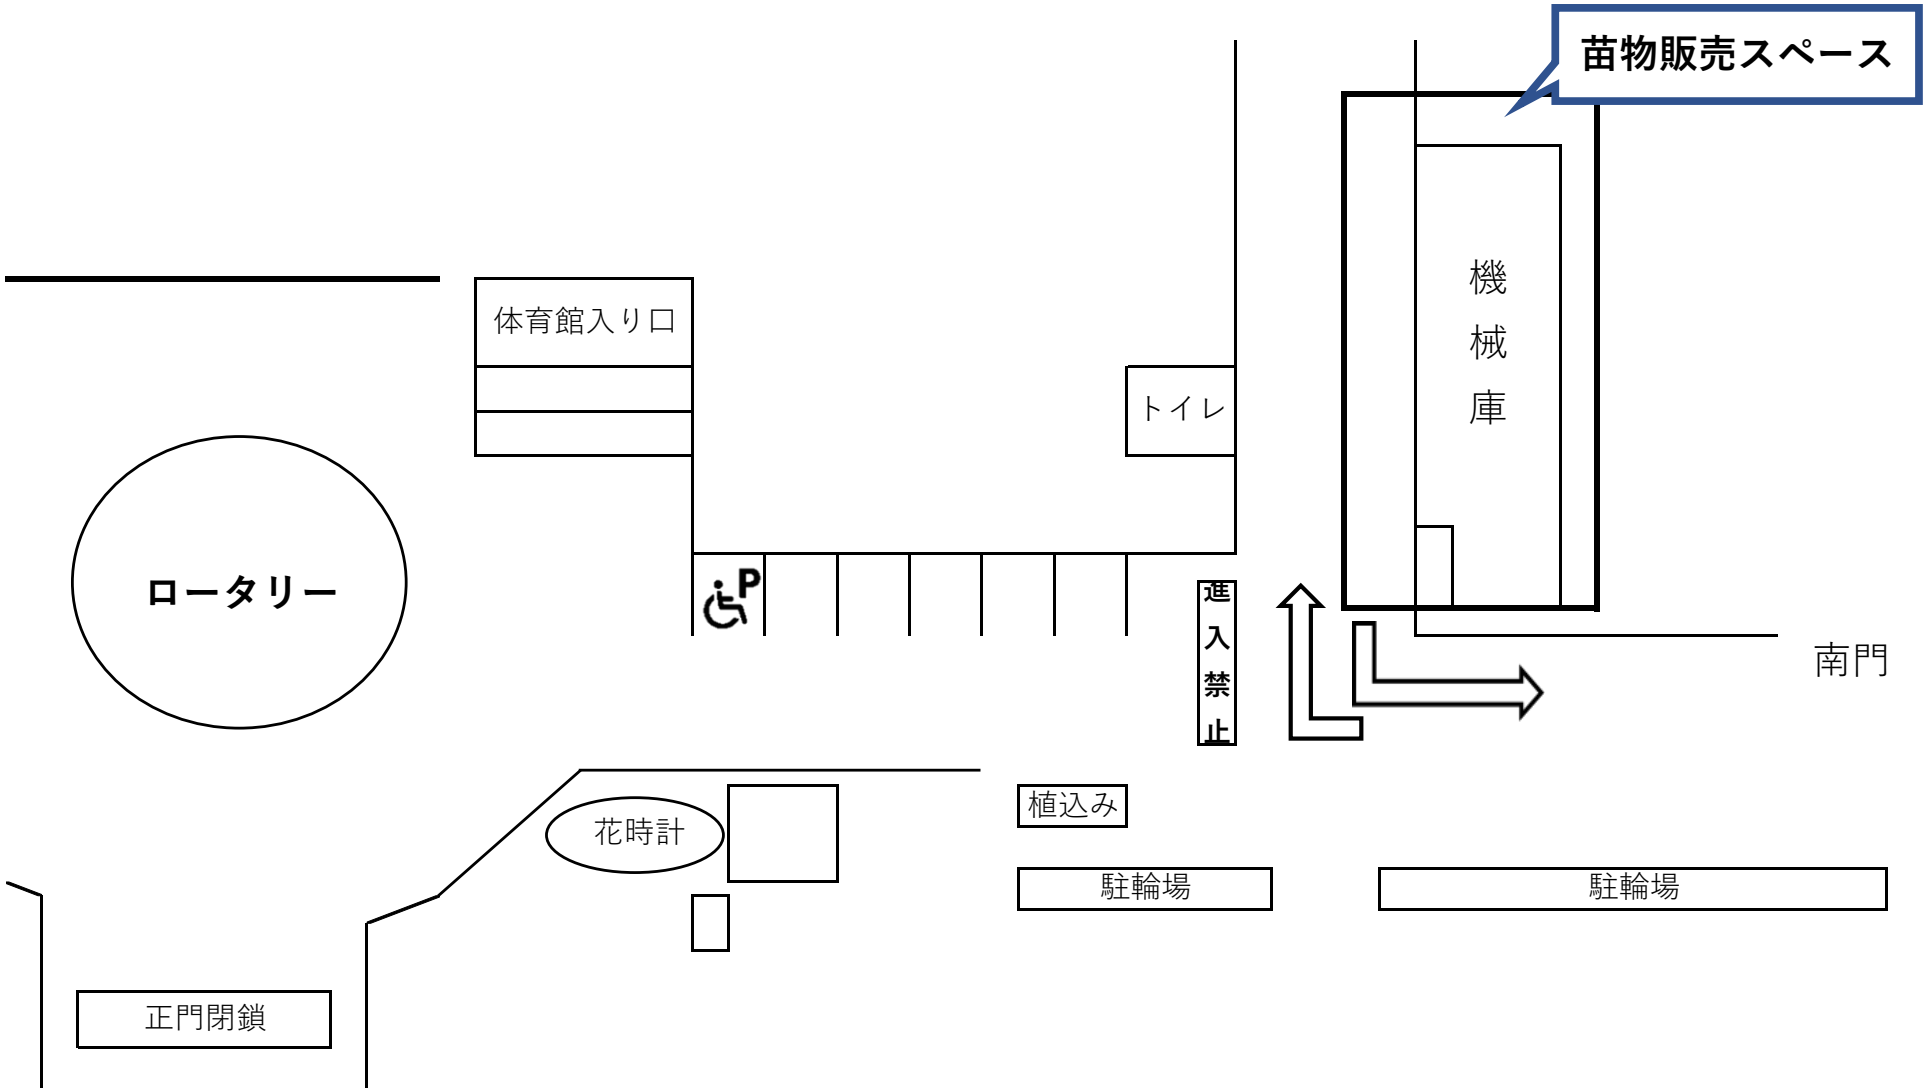 苗物販売スペース
機械庫
体育館入り口
トイレ
ロータリー
P
進入禁止
南門
植込み
花時計
駐輪場
駐輪場
正門閉鎖